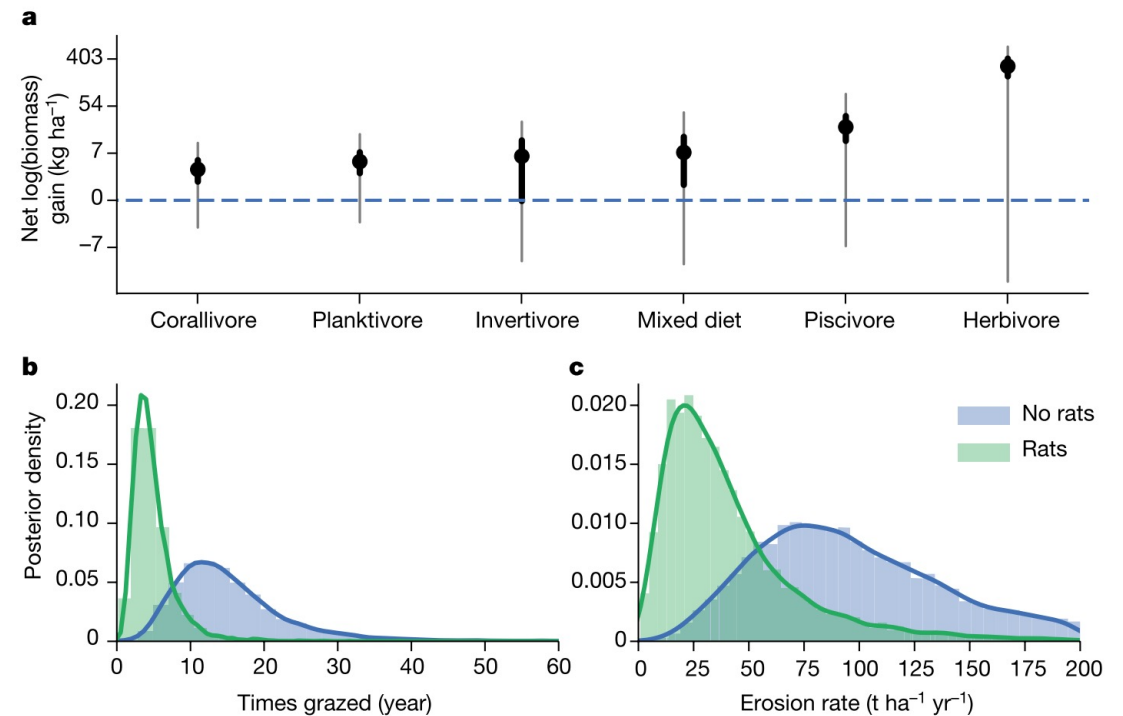 a
Net log(biomass)
gain (kg ha⁻¹)
403
54
7
0
–7
Corallivore
Planktivore
Invertivore
Mixed diet
Piscivore
Herbivore
b
Posterior density
0.20
0.15
0.10
0.05
0
0 10 20 30 40 50 60
Times grazed (year)
c
0.020
0.015
0.010
0.005
0
0 25 50 75 100 125 150 175 200
Erosion rate (t ha⁻¹ yr⁻¹)
No rats
Rats